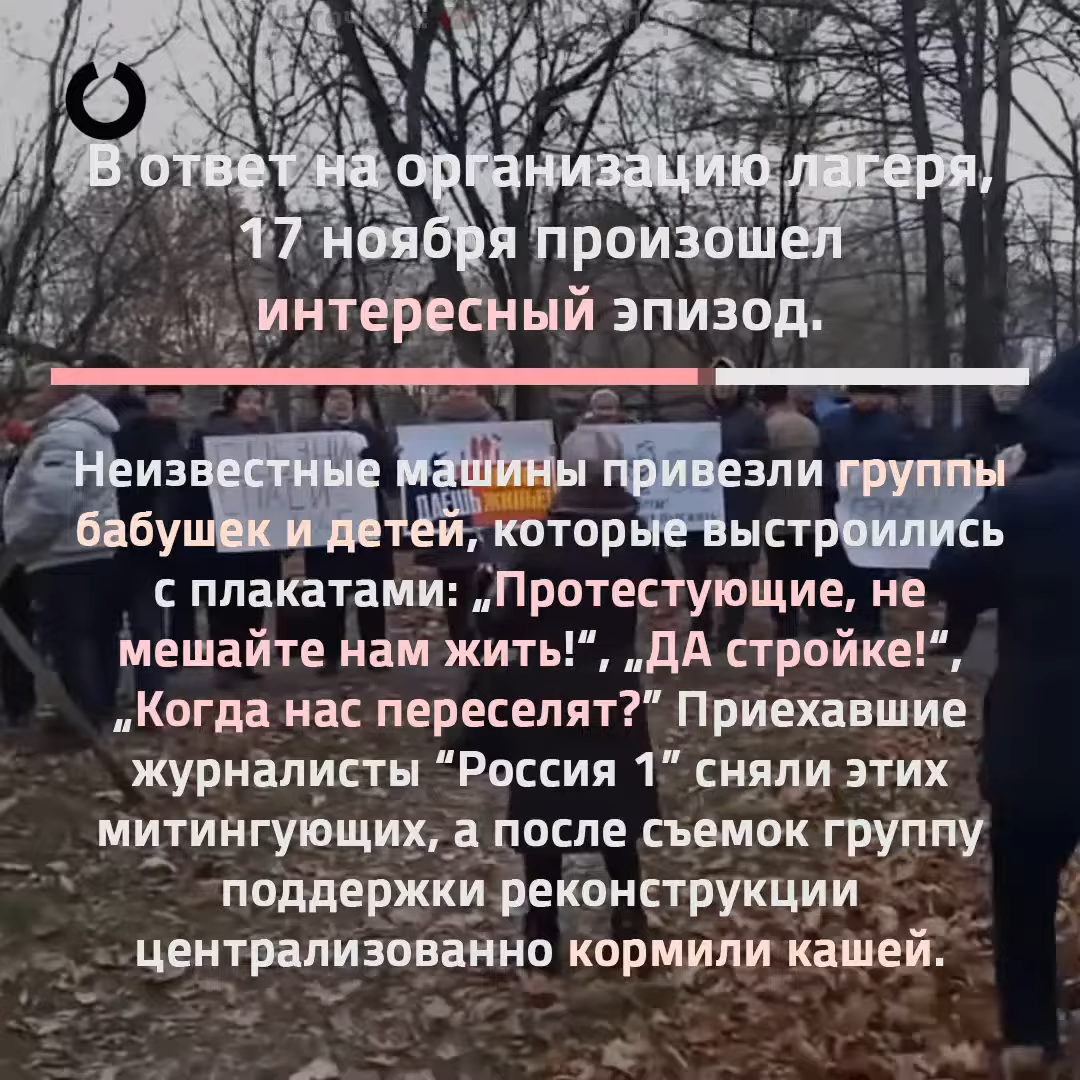 В ответ на организацию лагеря,
17 ноября произошел
интересный эпизод.
Неизвестные машины привезли группы
бабушек и детей, которые выстроились
с плакатами: „Протестующие, не
мешайте нам жить!“, „ДА стройке!“,
„Когда нас переселят?” Приехавшие
журналисты “Россия 1” сняли этих
митингующих, а после съемок группу
поддержки реконструкции
централизованно кормили кашей.
ДАЕШЬ ЖИЛЬЕ